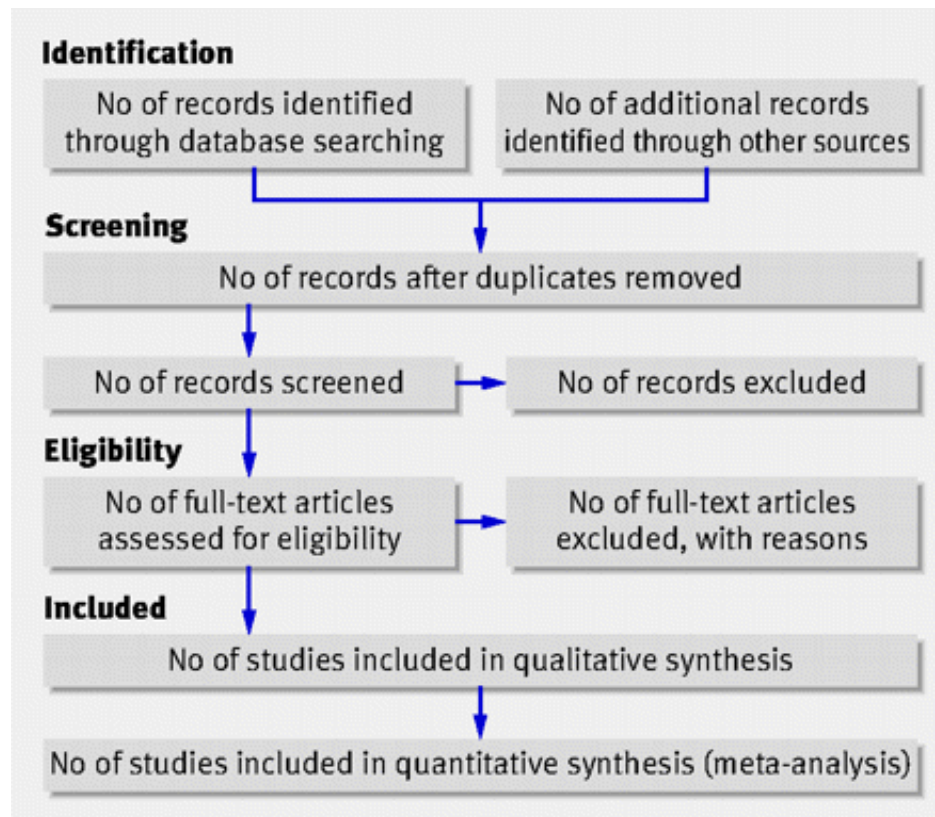 Identification
No of records identified
through database searching
No of additional records
identified through other sources
Screening
No of records after duplicates removed
No of records screened
No of records excluded
Eligibility
No of full-text articles
assessed for eligibility
No of full-text articles
excluded, with reasons
Included
No of studies included in qualitative synthesis
No of studies included in quantitative synthesis (meta-analysis)